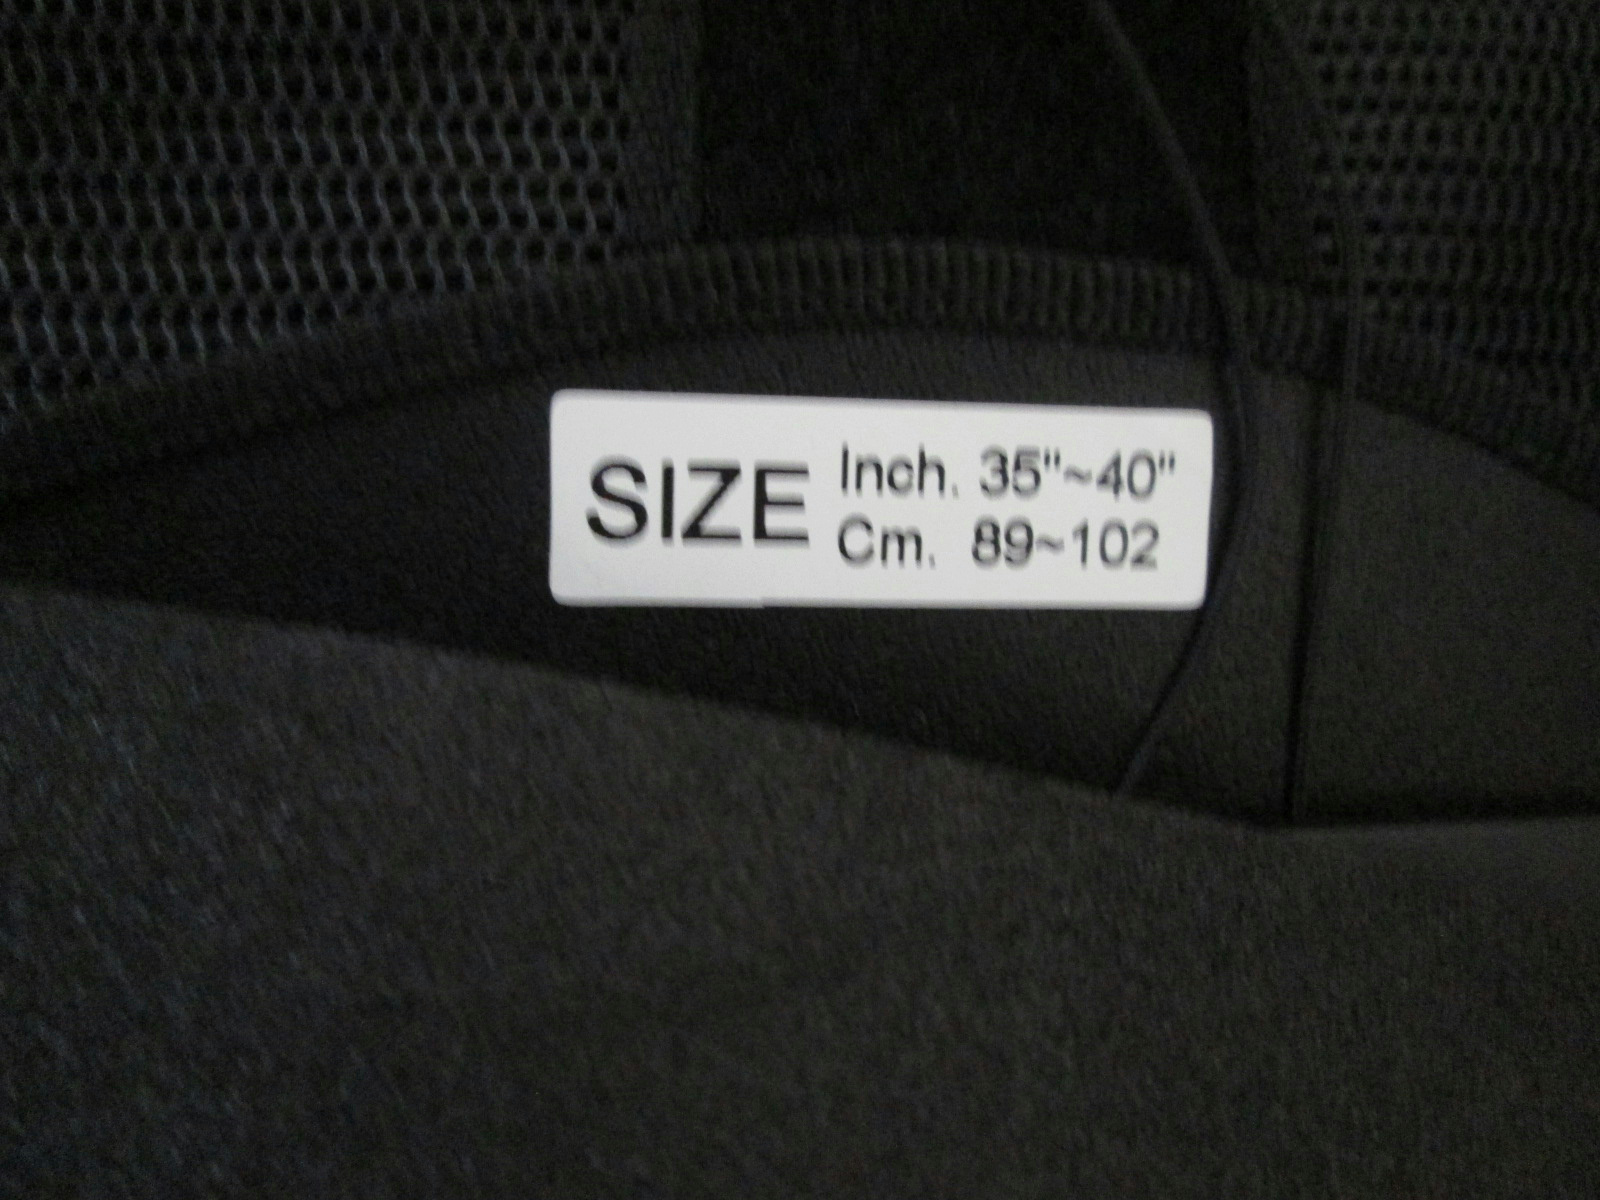 SIZE
Inch. 35"~40"
Cm. 89~102